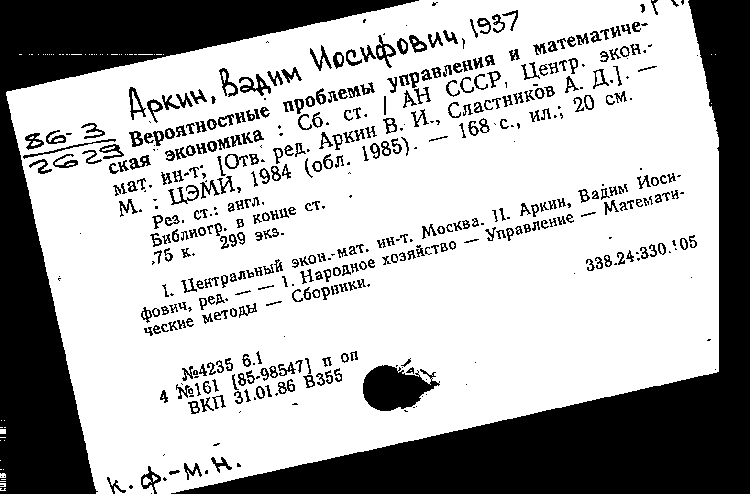 Аркин, Вадим Иосифович, 1937
86-3
2629
Вероятностные проблемы управления и математиче-
ская экономика : Сб. ст. / АН СССР, Центр. экон.-
мат. ин-т; [Отв. ред. Аркин В. И., Сластников А. Д.]. —
М. : ЦЭМИ, 1984 (обл. 1985). — 168 с., ил.; 20 см.
Рез. ст.: англ.
Библиогр. в конце ст.
75 к. 299 экз.
I. Центральный экон.-мат. ин-т. Москва. II. Аркин, Вадим Иоси-
фович, ред. — — 1. Народное хозяйство — Управление — Математи-
ческие методы — Сборники.
338.24:330.105
№4235 6.1
4 №161 [85-98547] п оп
ВКП 31.01.86 В355
к. ф.-м. н.